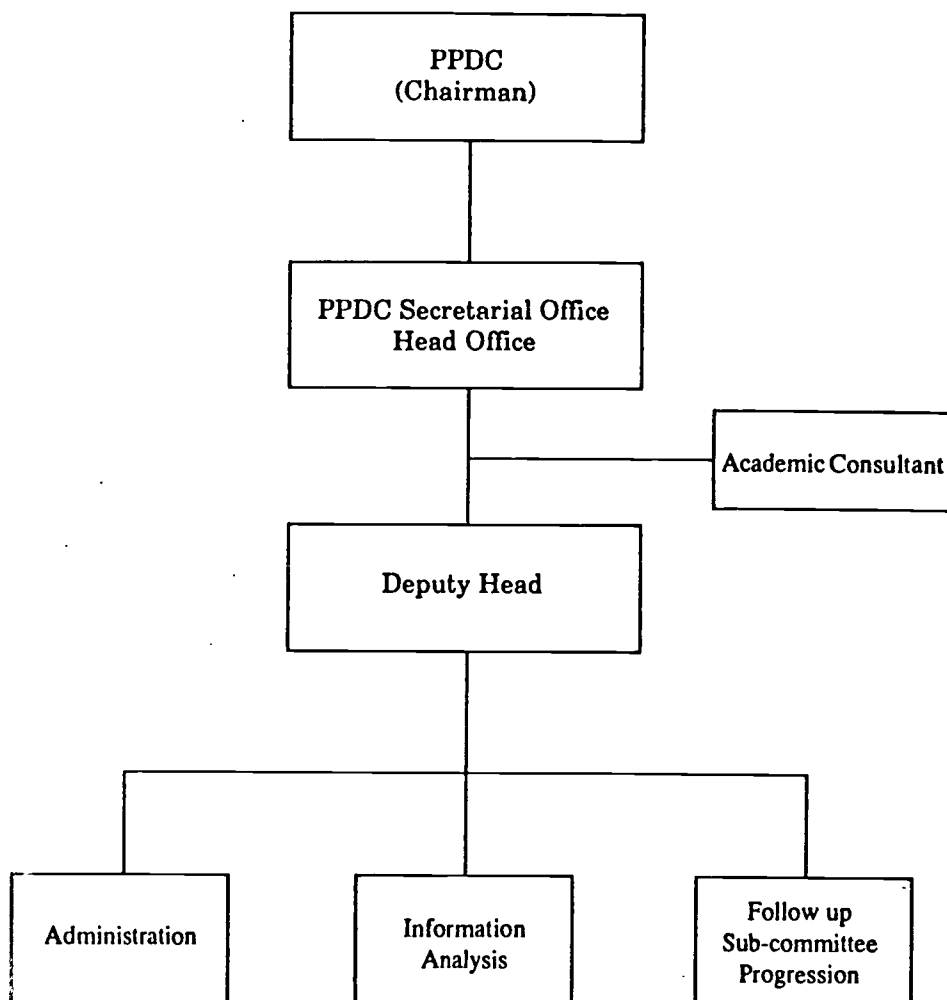 PPDC
(Chairman)
PPDC Secretarial Office
Head Office
Academic Consultant
Deputy Head
Administration
Information
Analysis
Follow up
Sub-committee
Progression